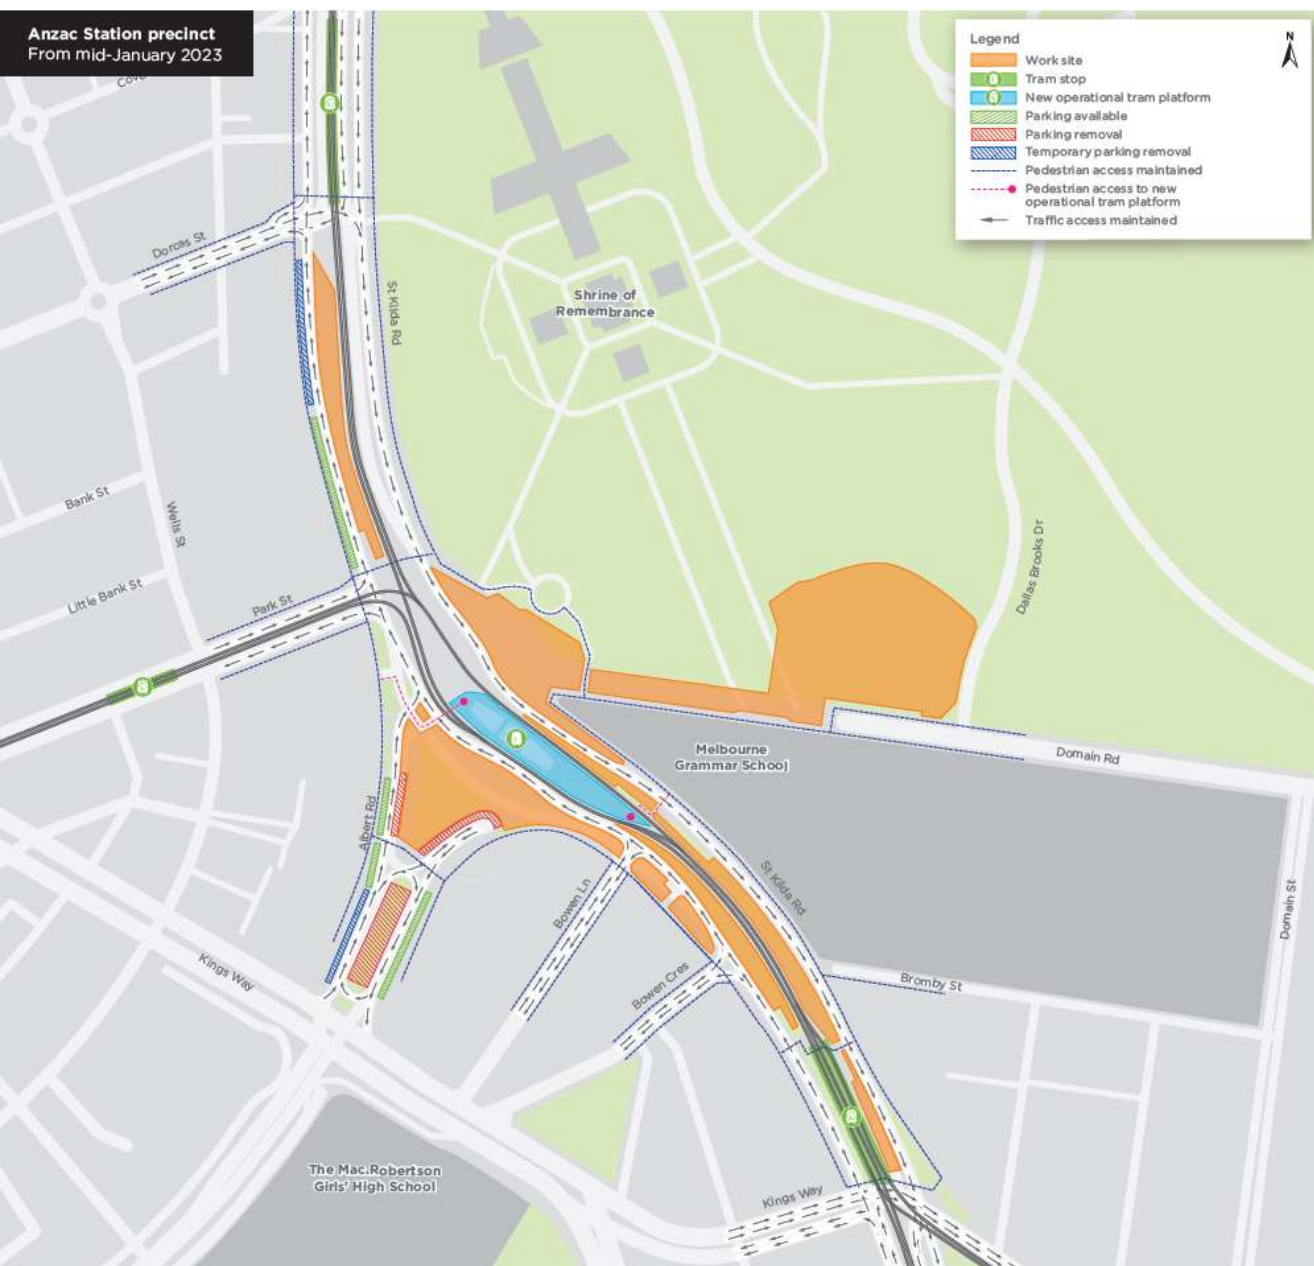 Anzac Station precinct
From mid-January 2023
Legend
N
Work site
Tram stop
New operational tram platform
Parking available
Parking removal
Temporary parking removal
Pedestrian access maintained
Pedestrian access to new
operational tram platform
Traffic access maintained
Dorcas St
St Kilda Rd
Shrine of
Remembrance
Bank St
Wells St
Little Bank St
Park St
Dallas Brooks Dr
Melbourne
Grammar School
Domain Rd
Albert Rd
St Kilda Rd
Bowen Ln
Domain St
Kings Way
Bowen Cres
Bromby St
The Mac.Robertson
Girls' High School
Kings Way